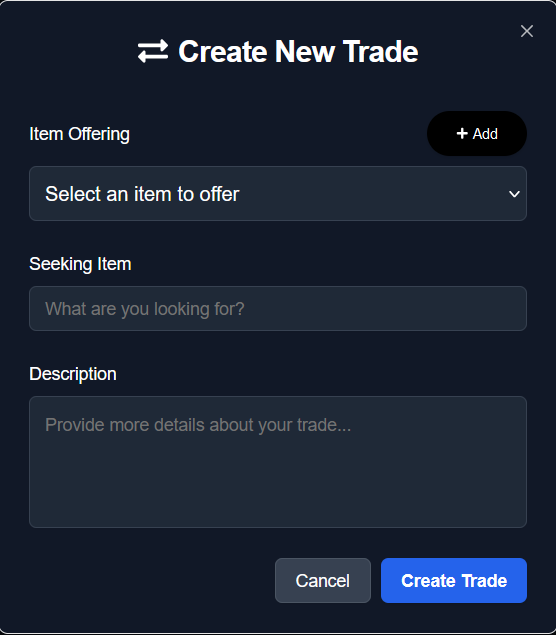 Create New Trade
Item Offering
+ Add
Select an item to offer
Seeking Item
What are you looking for?
Description
Provide more details about your trade...
Cancel
Create Trade